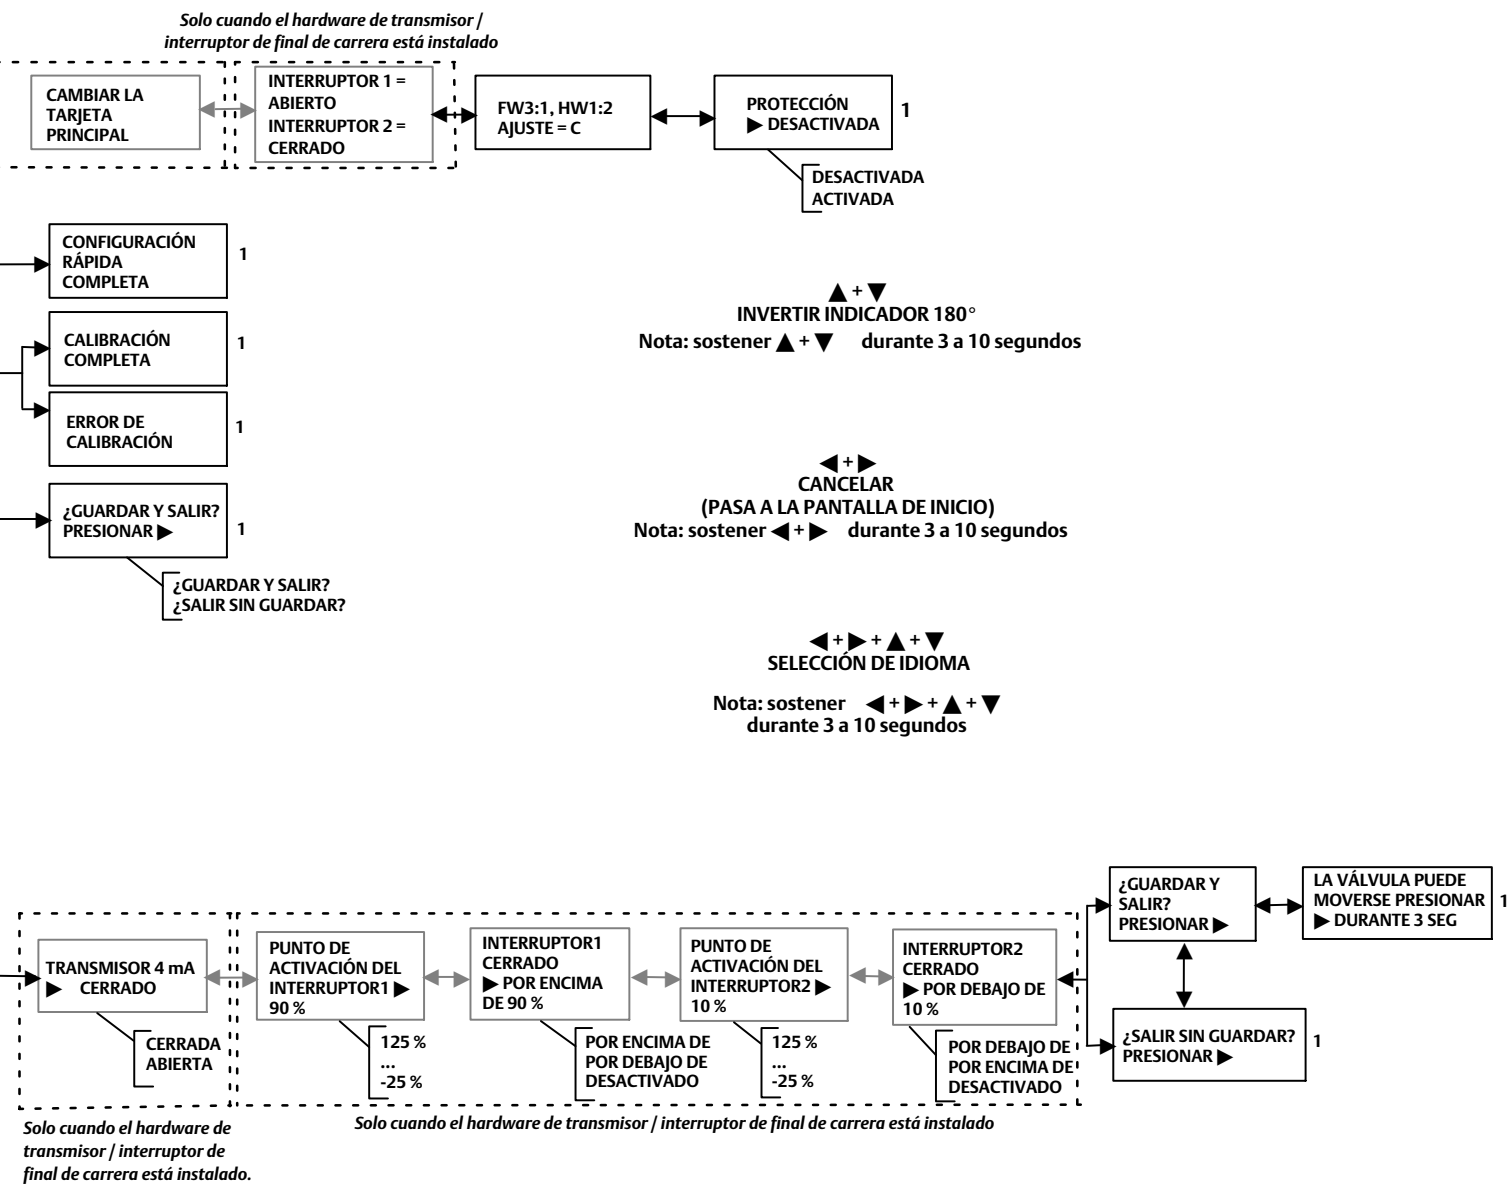 Solo cuando el hardware de transmisor /
interruptor de final de carrera está instalado
CAMBIAR LA
TARJETA
PRINCIPAL
INTERRUPTOR 1 =
ABIERTO
INTERRUPTOR 2 =
CERRADO
FW3:1, HW1:2
AJUSTE = C
PROTECCIÓN
▶ DESACTIVADA
1
DESACTIVADA
ACTIVADA
CONFIGURACIÓN
RÁPIDA
COMPLETA
1
CALIBRACIÓN
COMPLETA
1
ERROR DE
CALIBRACIÓN
1
¿GUARDAR Y SALIR?
PRESIONAR ▶
1
¿GUARDAR Y SALIR?
¿SALIR SIN GUARDAR?
▲ + ▼
INVERTIR INDICADOR 180°
Nota: sostener ▲ + ▼ durante 3 a 10 segundos
◀ + ▶
CANCELAR
(PASA A LA PANTALLA DE INICIO)
Nota: sostener ◀ + ▶ durante 3 a 10 segundos
◀ + ▶ + ▲ + ▼
SELECCIÓN DE IDIOMA
Nota: sostener ◀ + ▶ + ▲ + ▼
durante 3 a 10 segundos
TRANSMISOR 4 mA
▶ CERRADO
CERRADA
ABIERTA
PUNTO DE
ACTIVACIÓN DEL
INTERRUPTOR1 ▶
90 %
125 %
...
-25 %
INTERRUPTOR1
CERRADO
▶ POR ENCIMA
DE 90 %
POR ENCIMA DE
POR DEBAJO DE
DESACTIVADO
PUNTO DE
ACTIVACIÓN DEL
INTERRUPTOR2 ▶
10 %
125 %
...
-25 %
INTERRUPTOR2
CERRADO
▶ POR DEBAJO DE
10 %
POR DEBAJO DE
POR ENCIMA DE
DESACTIVADO
¿GUARDAR Y
SALIR?
PRESIONAR ▶
LA VÁLVULA PUEDE
MOVERSE PRESIONAR
▶ DURANTE 3 SEG
1
¿SALIR SIN GUARDAR?
PRESIONAR ▶
1
Solo cuando el hardware de
transmisor / interruptor de
final de carrera está instalado.
Solo cuando el hardware de transmisor / interruptor de final de carrera está instalado